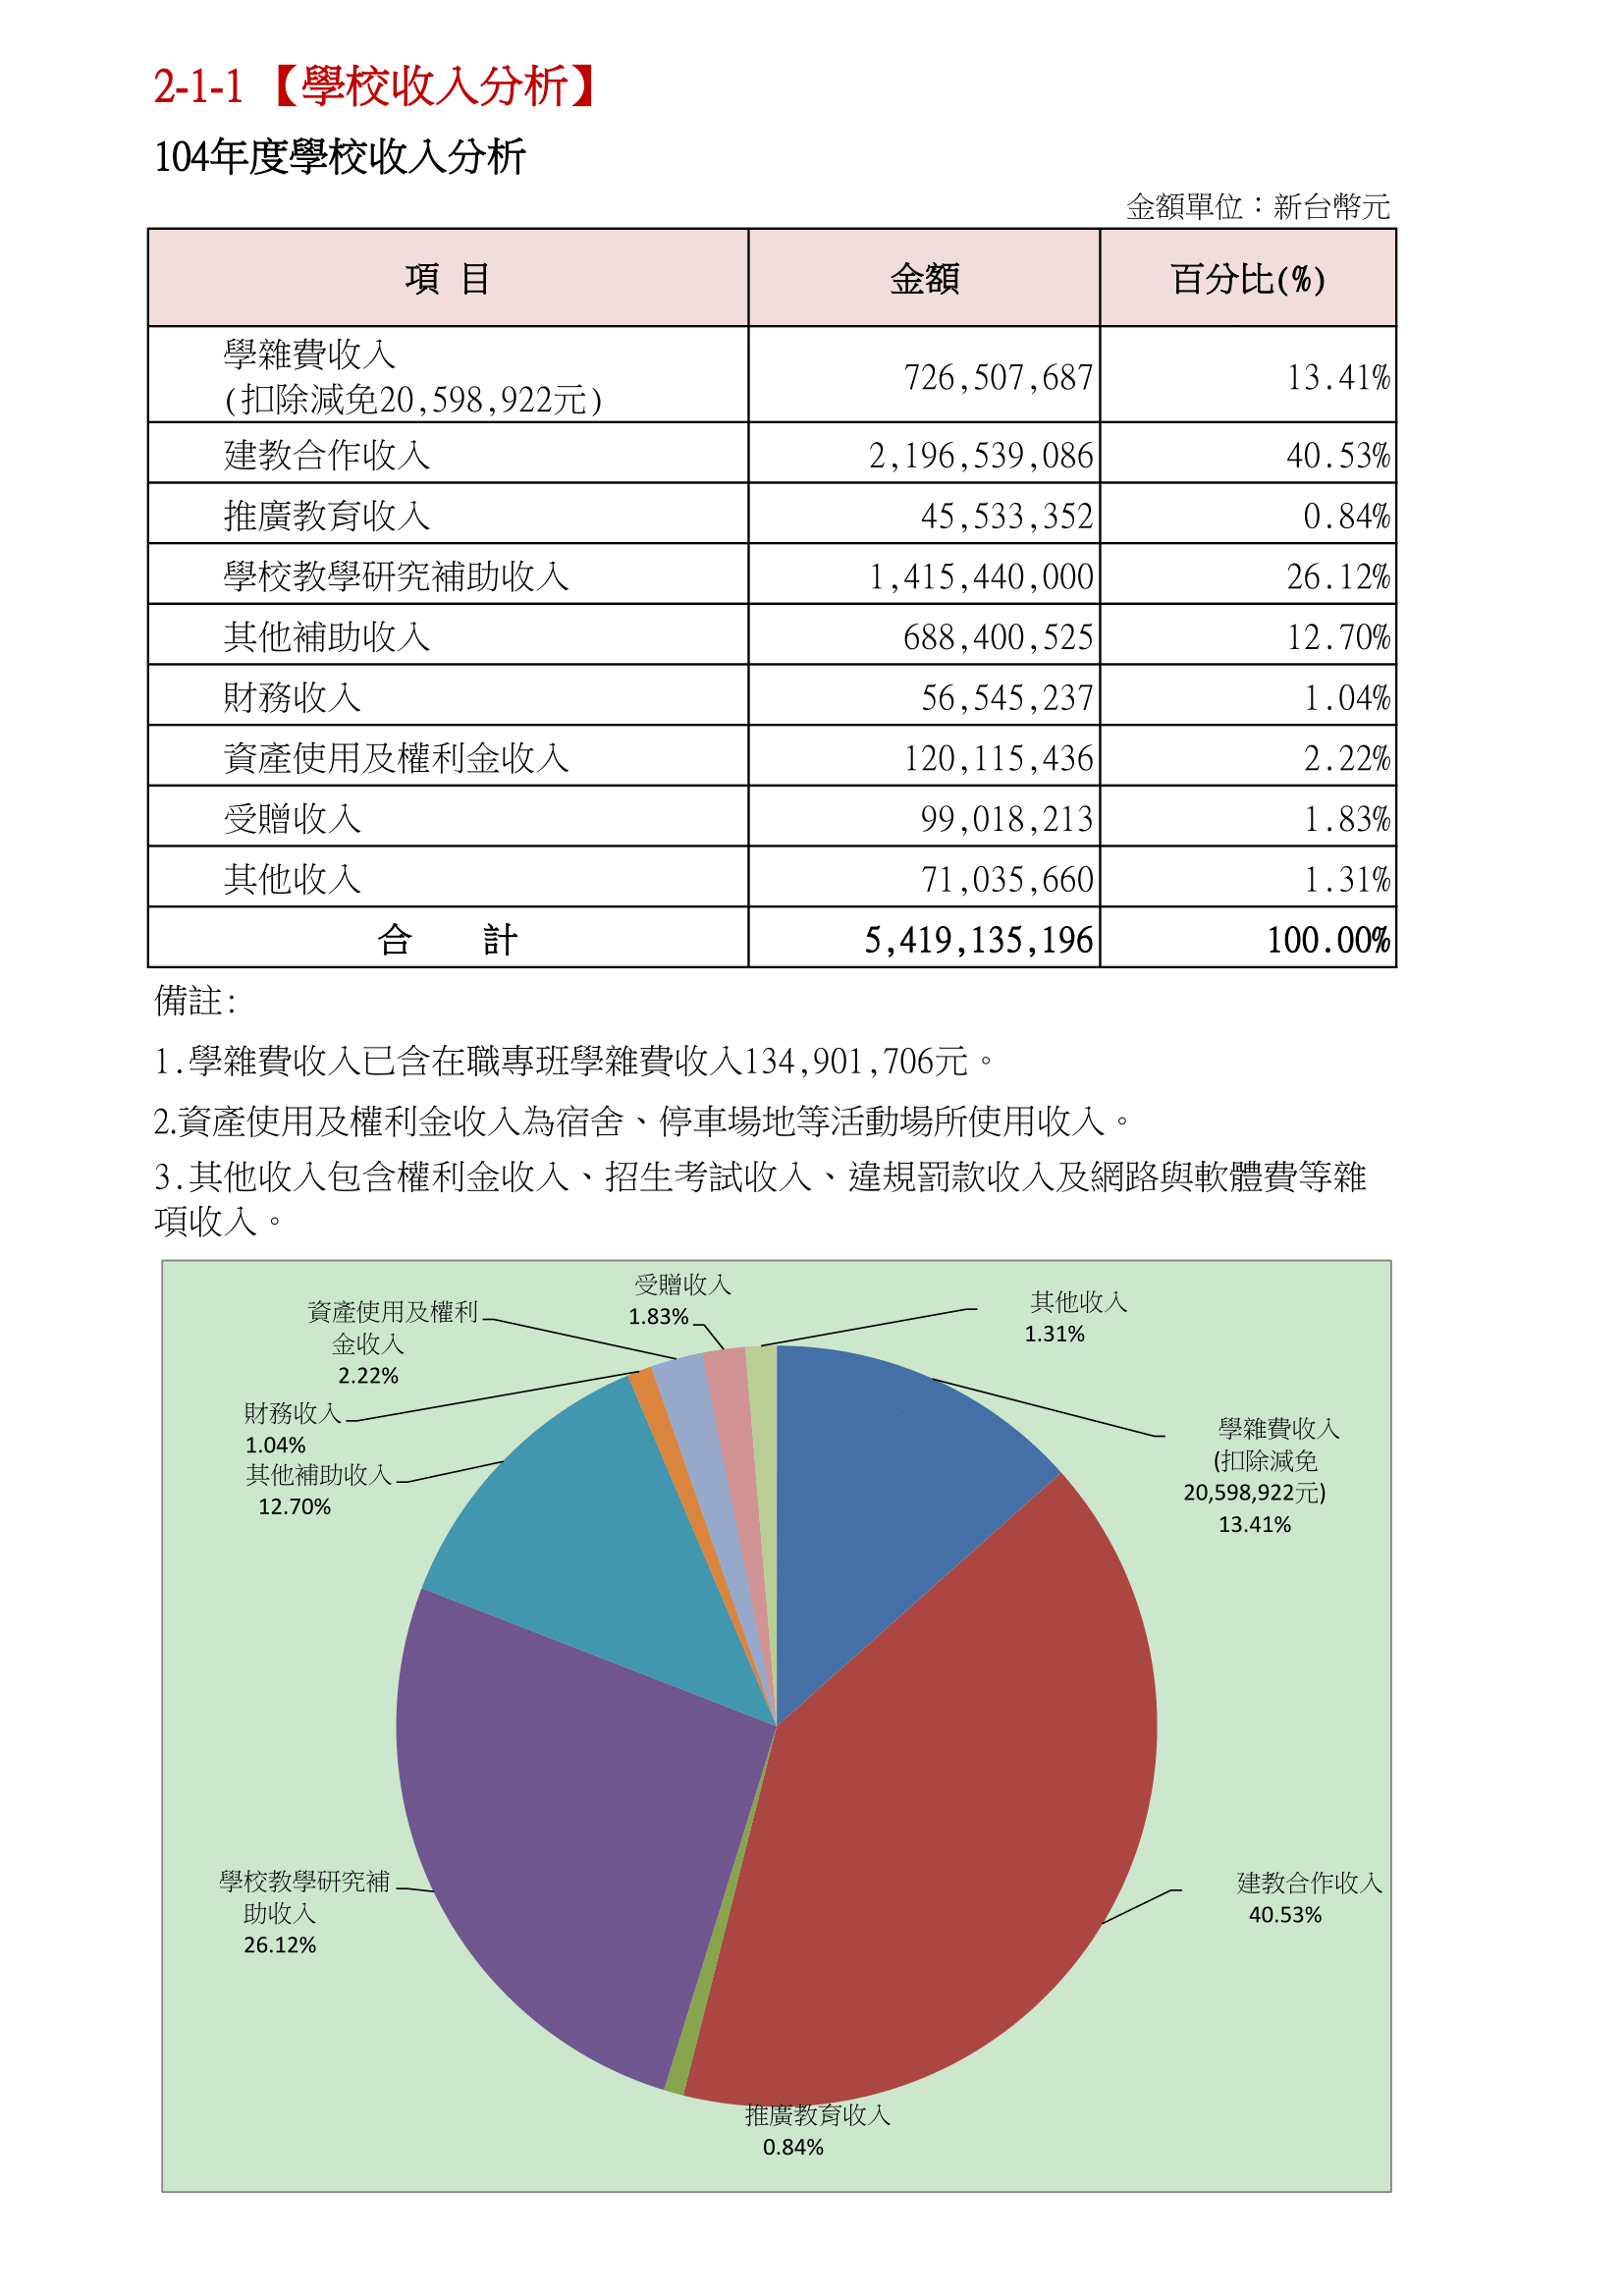 2-1-1 【學校收入分析】
104年度學校收入分析
金額單位：新台幣元
項 目 金額 百分比(%)
學雜費收入
(扣除減免20,598,922元) 726,507,687 13.41%
建教合作收入 2,196,539,086 40.53%
推廣教育收入 45,533,352 0.84%
學校教學研究補助收入 1,415,440,000 26.12%
其他補助收入 688,400,525 12.70%
財務收入 56,545,237 1.04%
資產使用及權利金收入 120,115,436 2.22%
受贈收入 99,018,213 1.83%
其他收入 71,035,660 1.31%
合 計 5,419,135,196 100.00%
備註:
1.學雜費收入已含在職專班學雜費收入134,901,706元。
2.資產使用及權利金收入為宿舍、停車場地等活動場所使用收入。
3.其他收入包含權利金收入、招生考試收入、違規罰款收入及網路與軟體費等雜
項收入。
受贈收入
1.83%
其他收入
1.31%
資產使用及權利
金收入
2.22%
財務收入
1.04%
其他補助收入
12.70%
學雜費收入
(扣除減免
20,598,922元)
13.41%
學校教學研究補
助收入
26.12%
建教合作收入
40.53%
推廣教育收入
0.84%